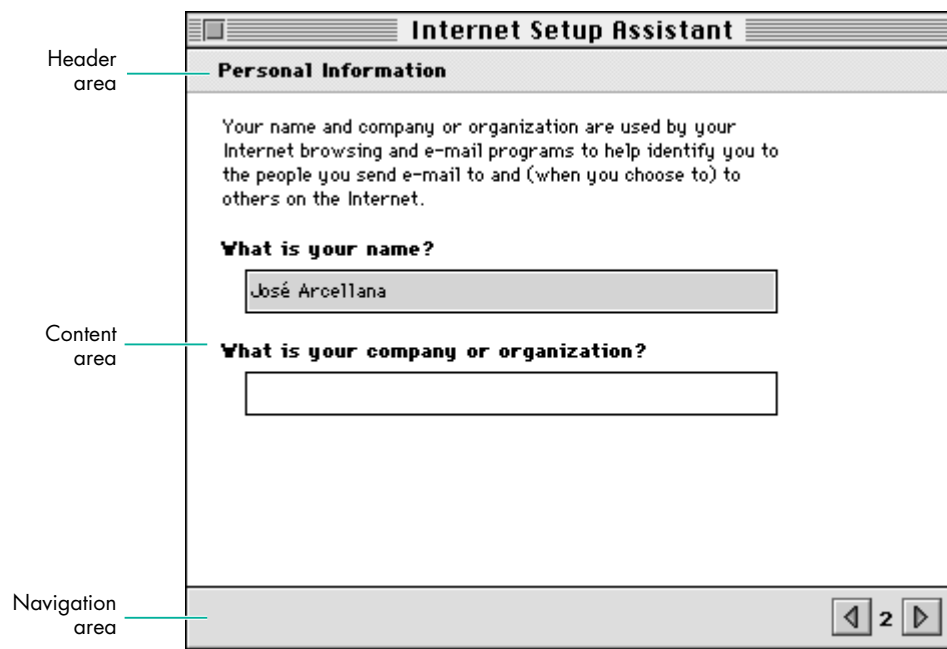 Internet Setup Assistant
Header
area
Personal Information
Your name and company or organization are used by your
Internet browsing and e-mail programs to help identify you to
the people you send e-mail to and (when you choose to) to
others on the Internet.
What is your name?
José Arcellana
Content
area
What is your company or organization?
Navigation
area
2